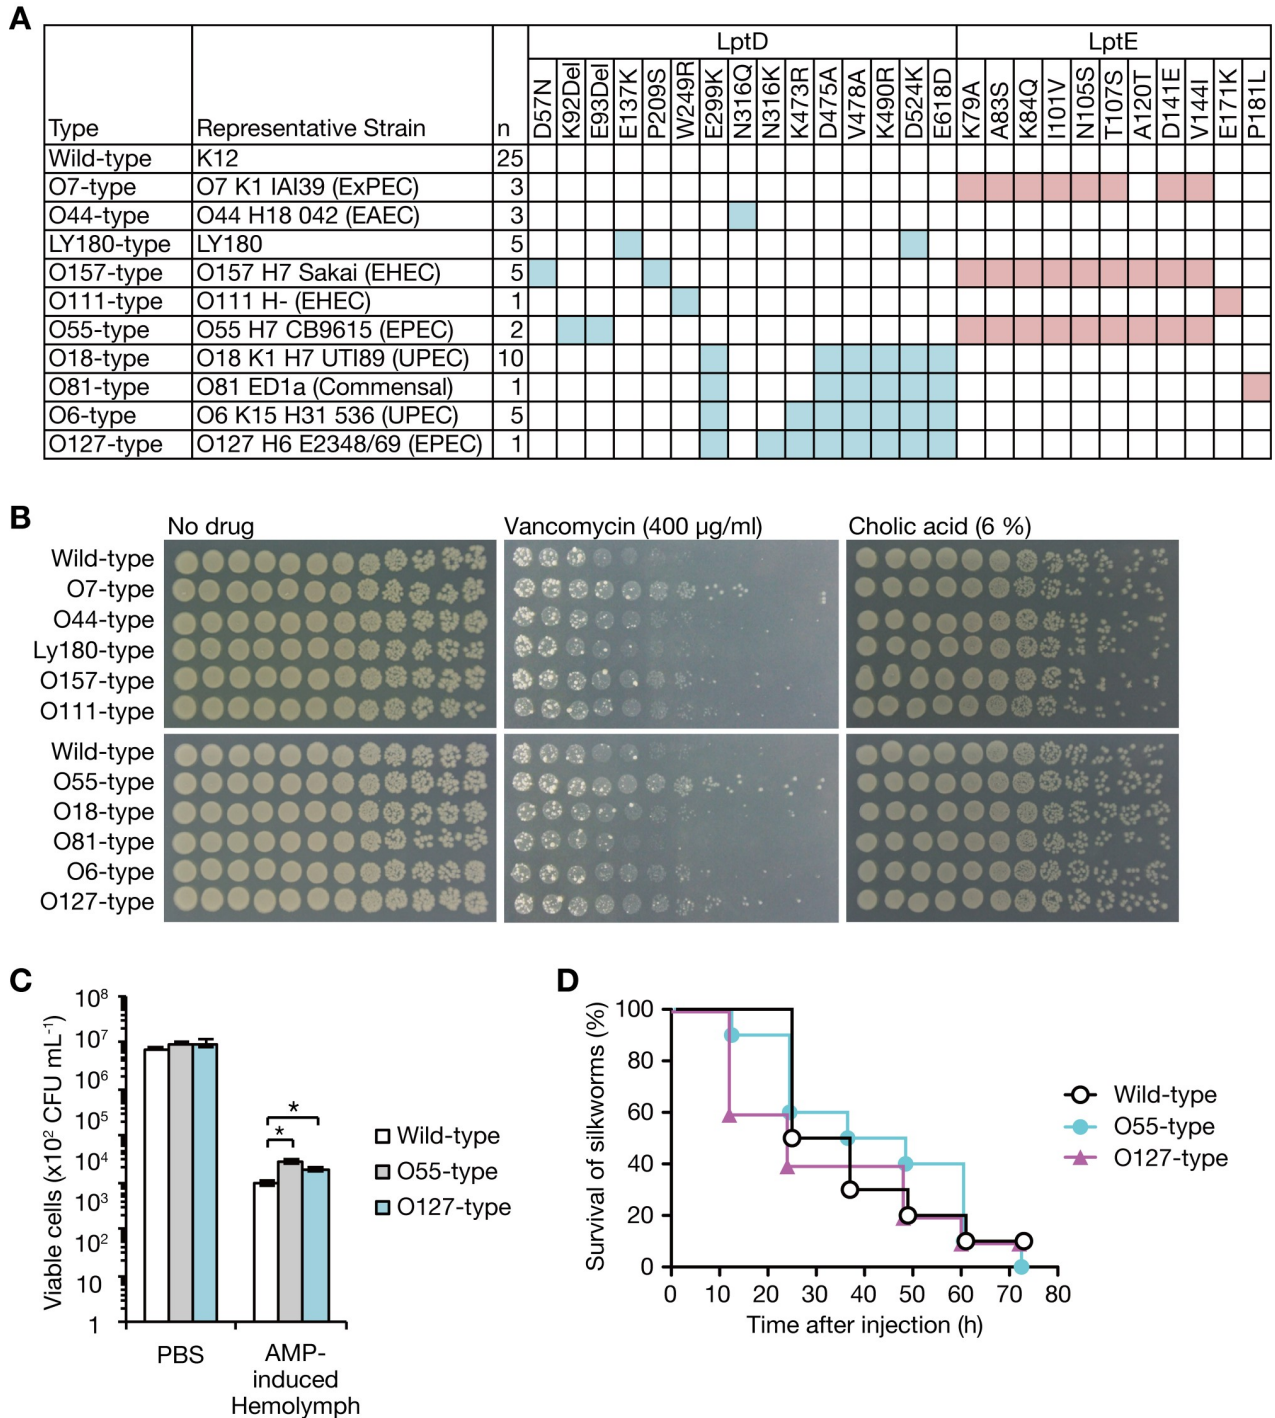 A
LptD LptE
Type Representative Strain n D57N K92Del E93Del E137K P209S W249R E299K N316Q N316K K473R D475A V478A K490R D524K E618D K79A A83S K84Q I101V N105S T107S A120T D141E V144I E171K P181L
Wild-type K12 25
O7-type O7 K1 IAI39 (ExPEC) 3
O44-type O44 H18 042 (EAEC) 3
LY180-type LY180 5
O157-type O157 H7 Sakai (EHEC) 5
O111-type O111 H- (EHEC) 1
O55-type O55 H7 CB9615 (EPEC) 2
O18-type O18 K1 H7 UTI89 (UPEC) 10
O81-type O81 ED1a (Commensal) 1
O6-type O6 K15 H31 536 (UPEC) 5
O127-type O127 H6 E2348/69 (EPEC) 1
B
No drug Vancomycin (400 µg/ml) Cholic acid (6 %)
Wild-type
O7-type
O44-type
Ly180-type
O157-type
O111-type
Wild-type
O55-type
O18-type
O81-type
O6-type
O127-type
C
Viable cells (x10² CFU mL⁻¹)
10⁸
10⁷
10⁶
10⁵
10⁴
10³
10²
10
1
*
*
PBS
AMP-
induced
Hemolymph
Wild-type
O55-type
O127-type
D
Survival of silkworms (%)
100
80
60
40
20
0
0 10 20 30 40 50 60 70 80
Time after injection (h)
Wild-type
O55-type
O127-type